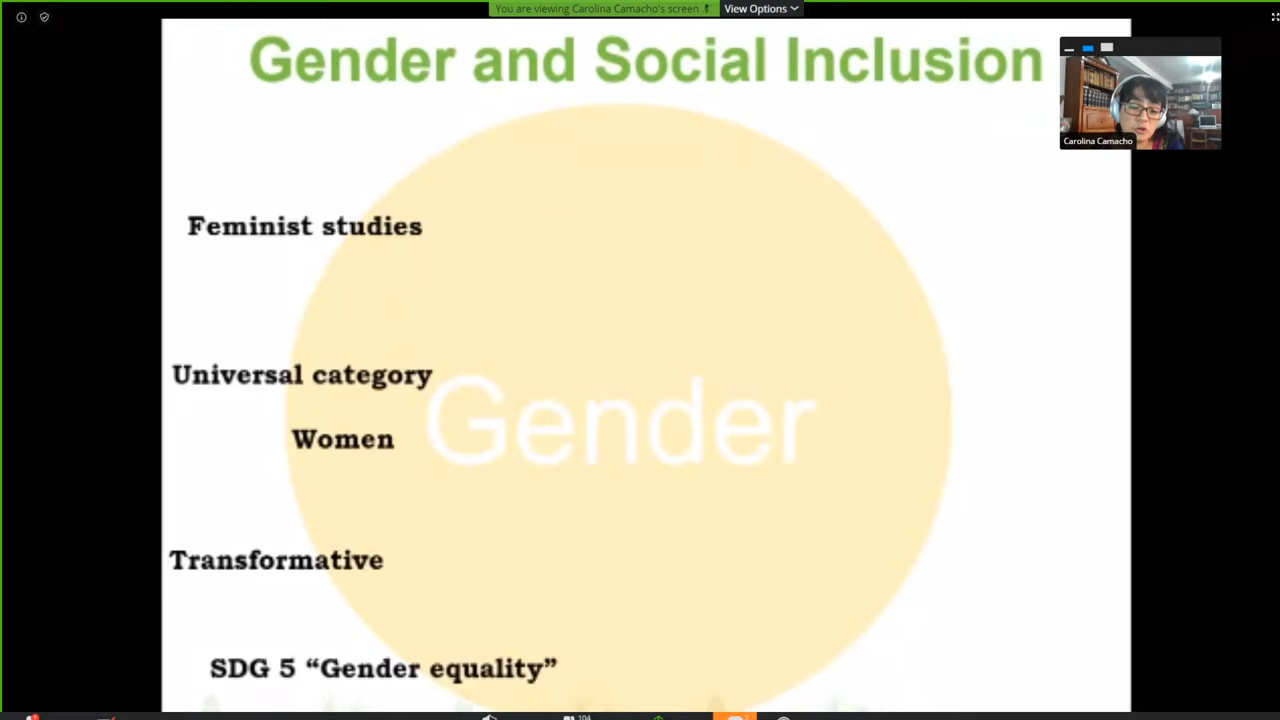 You are viewing Carolina Camacho's screen
View Options
Gender and Social Inclusion
Carolina Camacho
Feminist studies
Universal category
Gender
Women
Transformative
SDG 5 “Gender equality”
104